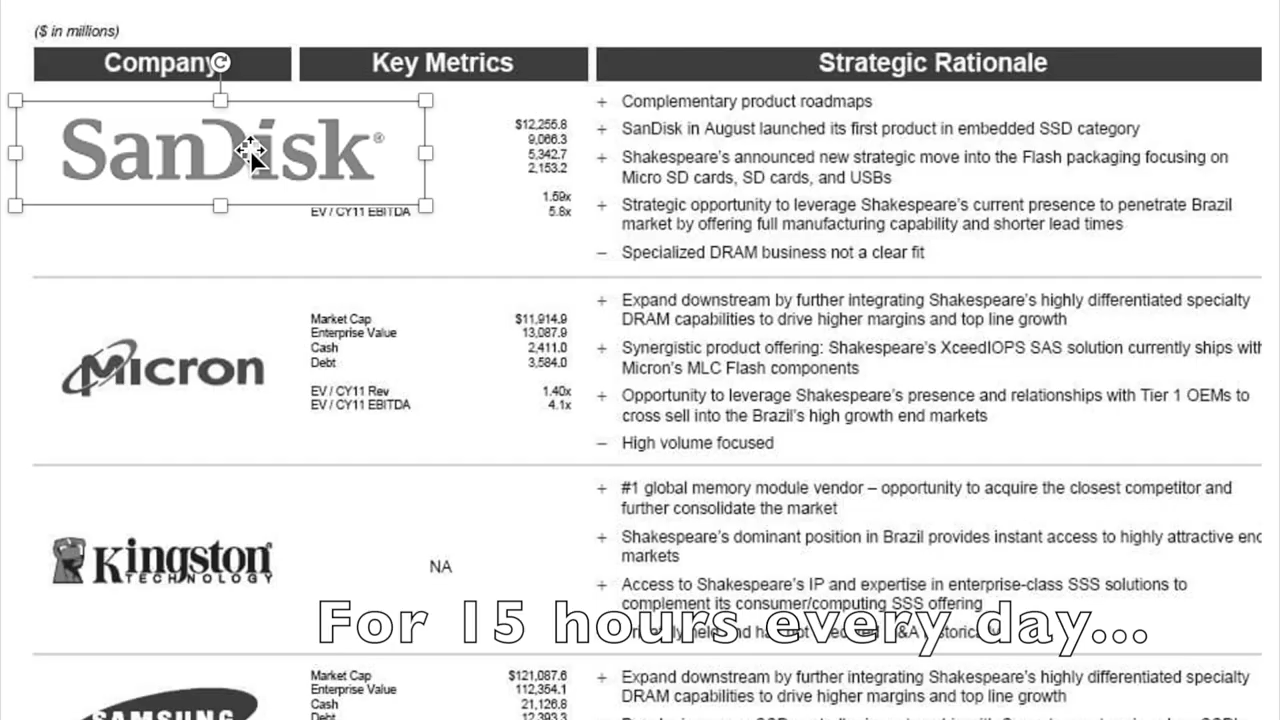 ($ in millions)
Company Key Metrics Strategic Rationale
SanDisk®
$12,255.8
9,066.3
5,342.7
2,153.2
1.59x
EV / CY11 EBITDA 5.8x
+ Complementary product roadmaps
+ SanDisk in August launched its first product in embedded SSD category
+ Shakespeare's announced new strategic move into the Flash packaging focusing on
Micro SD cards, SD cards, and USBs
+ Strategic opportunity to leverage Shakespeare's current presence to penetrate Brazil
market by offering full manufacturing capability and shorter lead times
– Specialized DRAM business not a clear fit
Micron
Market Cap $11,914.9
Enterprise Value 13,087.9
Cash 2,411.0
Debt 3,584.0
EV / CY11 Rev 1.40x
EV / CY11 EBITDA 4.1x
+ Expand downstream by further integrating Shakespeare's highly differentiated specialty
DRAM capabilities to drive higher margins and top line growth
+ Synergistic product offering: Shakespeare's XceedIOPS SAS solution currently ships with
Micron's MLC Flash components
+ Opportunity to leverage Shakespeare's presence and relationships with Tier 1 OEMs to
cross sell into the Brazil's high growth end markets
– High volume focused
Kingston
TECHNOLOGY
NA
+ #1 global memory module vendor – opportunity to acquire the closest competitor and
further consolidate the market
+ Shakespeare's dominant position in Brazil provides instant access to highly attractive end
markets
+ Access to Shakespeare's IP and expertise in enterprise-class SSS solutions to
complement its consumer/computing SSS offering
For 15 hours every day...
SAMSUNG
Market Cap $121,087.6
Enterprise Value 112,354.1
Cash 21,126.8
Debt 12,393.3
+ Expand downstream by further integrating Shakespeare's highly differentiated specialty
DRAM capabilities to drive higher margins and top line growth